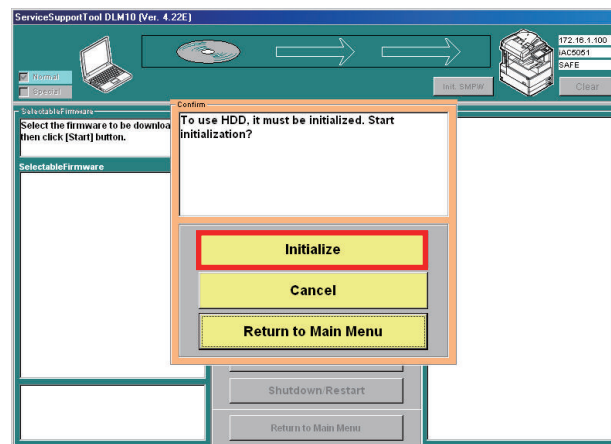 ServiceSupportTool DLM10 (Ver. 4.22E)
172.16.1.100
iAC5051
SAFE
Normal
Special
Init. SMPW
Clear
SelectableFirmware
Select the firmware to be downloa
then click [Start] button.
SelectableFirmware
Confirm
To use HDD, it must be initialized. Start
initialization?
Initialize
Cancel
Return to Main Menu
Shutdown/Restart
Return to Main Menu